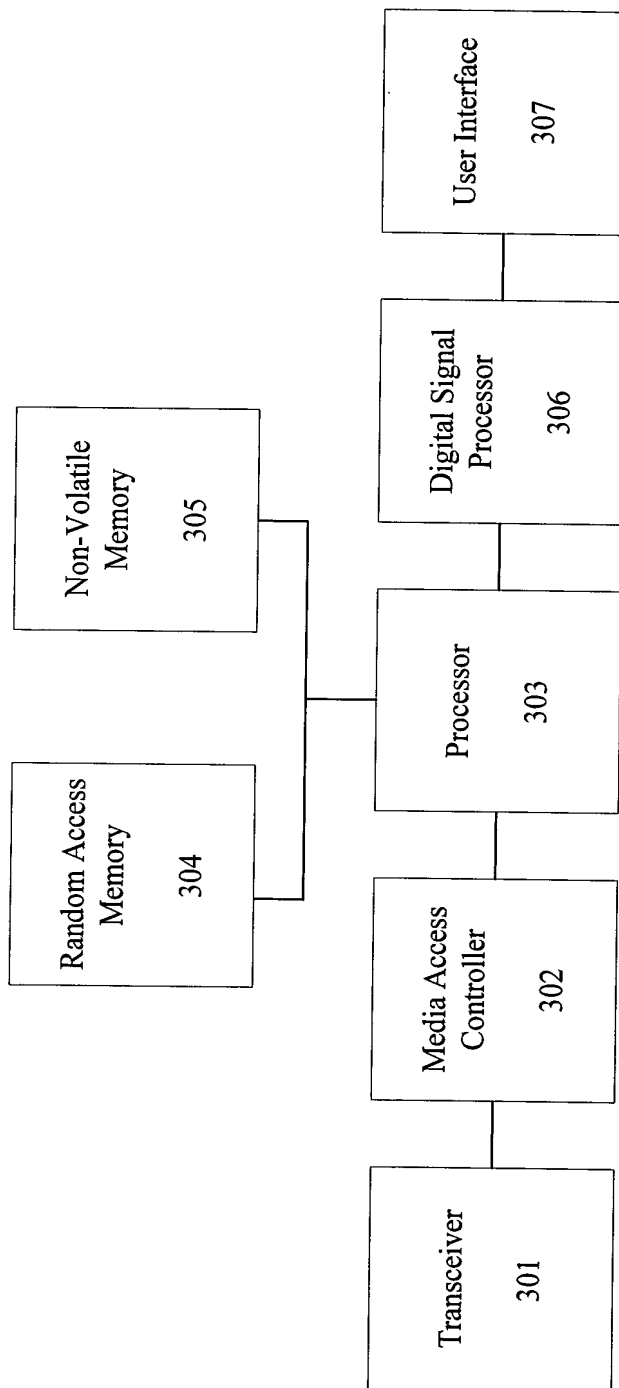 Random Access
Memory
304
Non-Volatile
Memory
305
Transceiver
301
Media Access
Controller
302
Processor
303
Digital Signal
Processor
306
User Interface
307